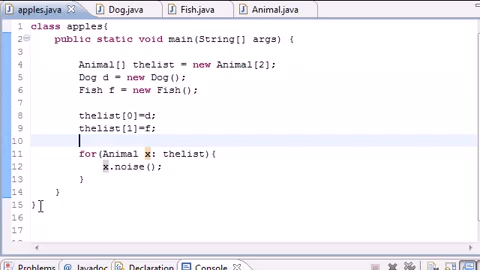 apples.java Dog.java Fish.java Animal.java
1 class apples{
2 public static void main(String[] args) {
3
4 Animal[] thelist = new Animal[2];
5 Dog d = new Dog();
6 Fish f = new Fish();
7
8 thelist[0]=d;
9 thelist[1]=f;
10
11 for(Animal x: thelist){
12 x.noise();
13 }
14 }
15 }
16
17
Problems @ Javadoc Declaration Console